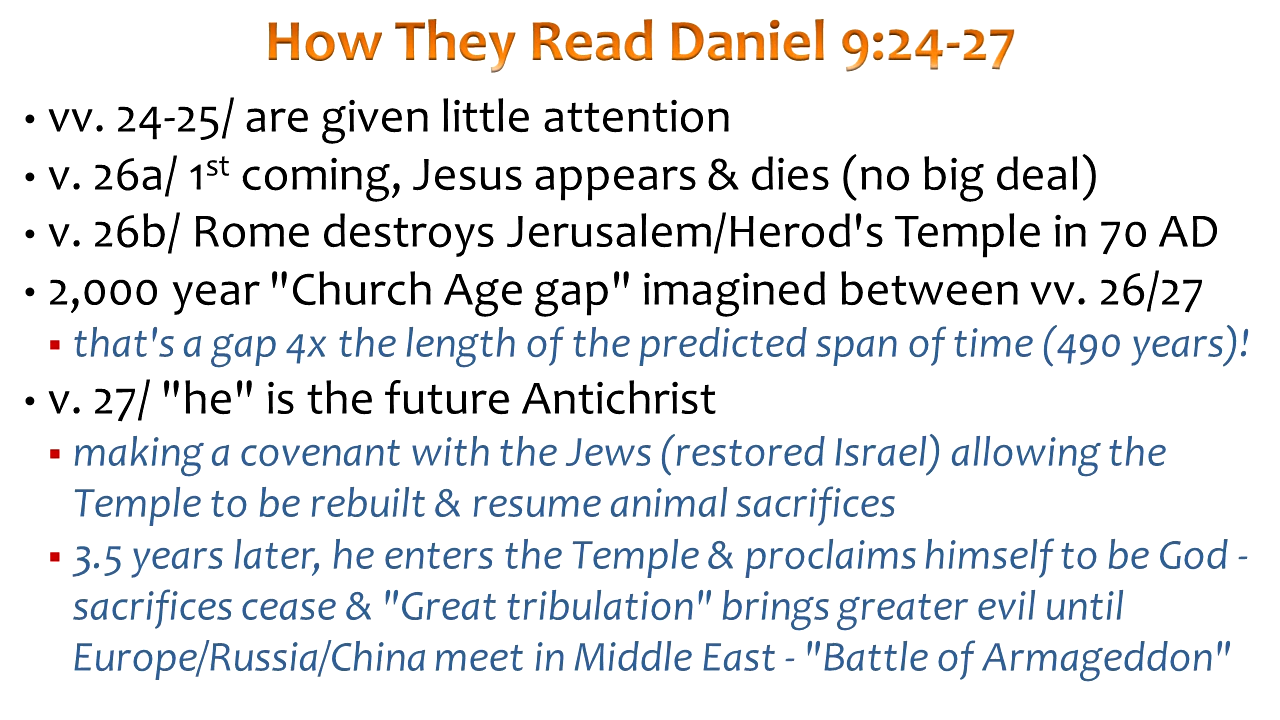 How They Read Daniel 9:24-27
• vv. 24-25/ are given little attention
• v. 26a/ 1st coming, Jesus appears & dies (no big deal)
• v. 26b/ Rome destroys Jerusalem/Herod's Temple in 70 AD
• 2,000 year "Church Age gap" imagined between vv. 26/27
▪ that's a gap 4x the length of the predicted span of time (490 years)!
• v. 27/ "he" is the future Antichrist
▪ making a covenant with the Jews (restored Israel) allowing the
Temple to be rebuilt & resume animal sacrifices
▪ 3.5 years later, he enters the Temple & proclaims himself to be God -
sacrifices cease & "Great tribulation" brings greater evil until
Europe/Russia/China meet in Middle East - "Battle of Armageddon"